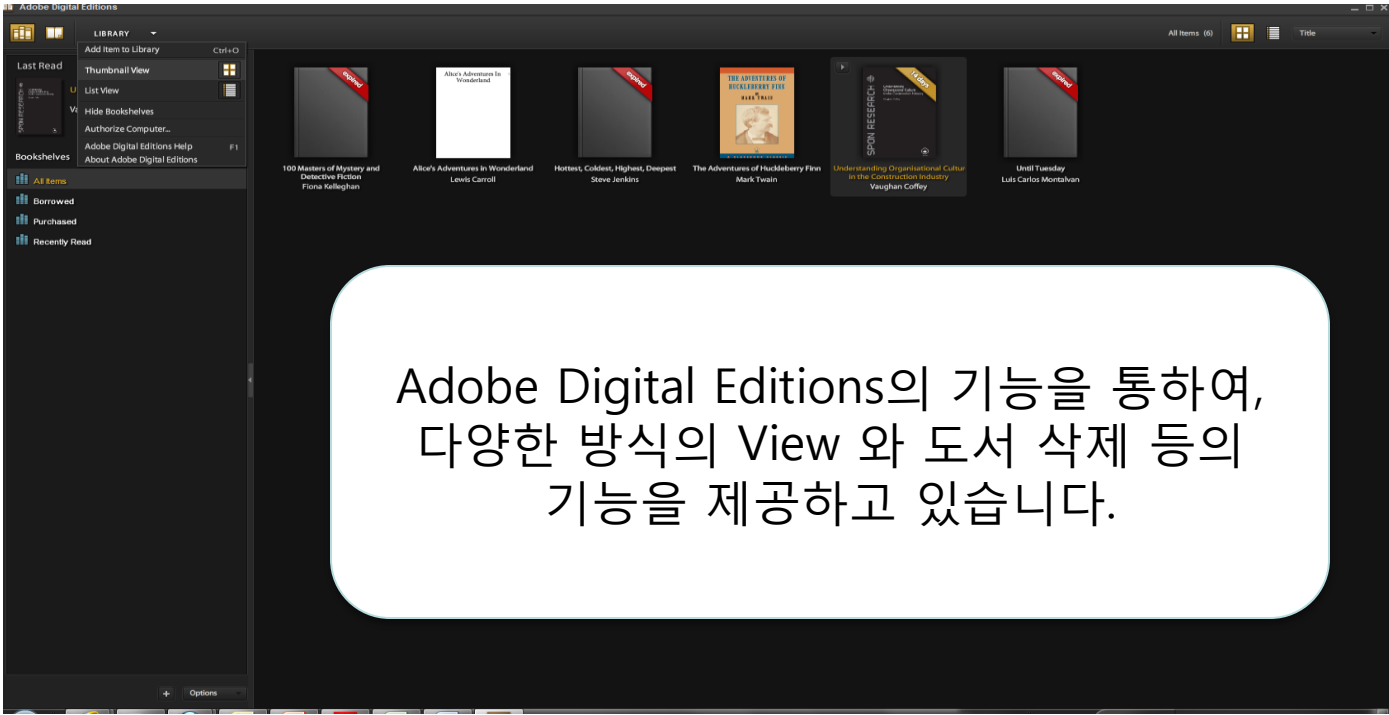 Adobe Digital Editions
LIBRARY
All Items (6)
Title
Add Item to Library Ctrl+O
Thumbnail View
List View
Hide Bookshelves
Authorize Computer...
Adobe Digital Editions Help F1
About Adobe Digital Editions
Last Read
Bookshelves
All Items
Borrowed
Purchased
Recently Read
expired
100 Masters of Mystery and
Detective Fiction
Fiona Kelleghan
Alice's Adventures In
Wonderland
Alice's Adventures in Wonderland
Lewis Carroll
expired
Hottest, Coldest, Highest, Deepest
Steve Jenkins
THE ADVENTURES OF
HUCKLEBERRY FINN
MARK TWAIN
The Adventures of Huckleberry Finn
Mark Twain
14 days
SPON RESEARCH
Understanding Organisational Cultur
in the Construction Industry
Vaughan Coffey
expired
Until Tuesday
Luis Carlos Montalvan
Adobe Digital Editions의 기능을 통하여,
다양한 방식의 View 와 도서 삭제 등의
기능을 제공하고 있습니다.
+ Options